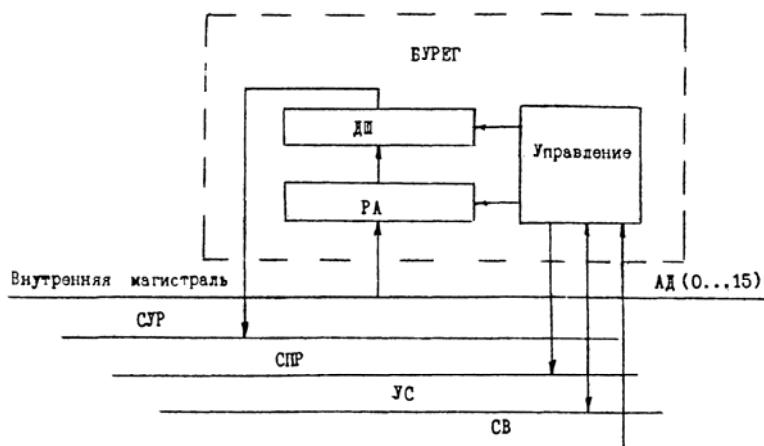 БУРЕГ
ДШ
Управление
РА
Внутренняя магистраль АД(0...15)
СУР
СПР
УС
СВ